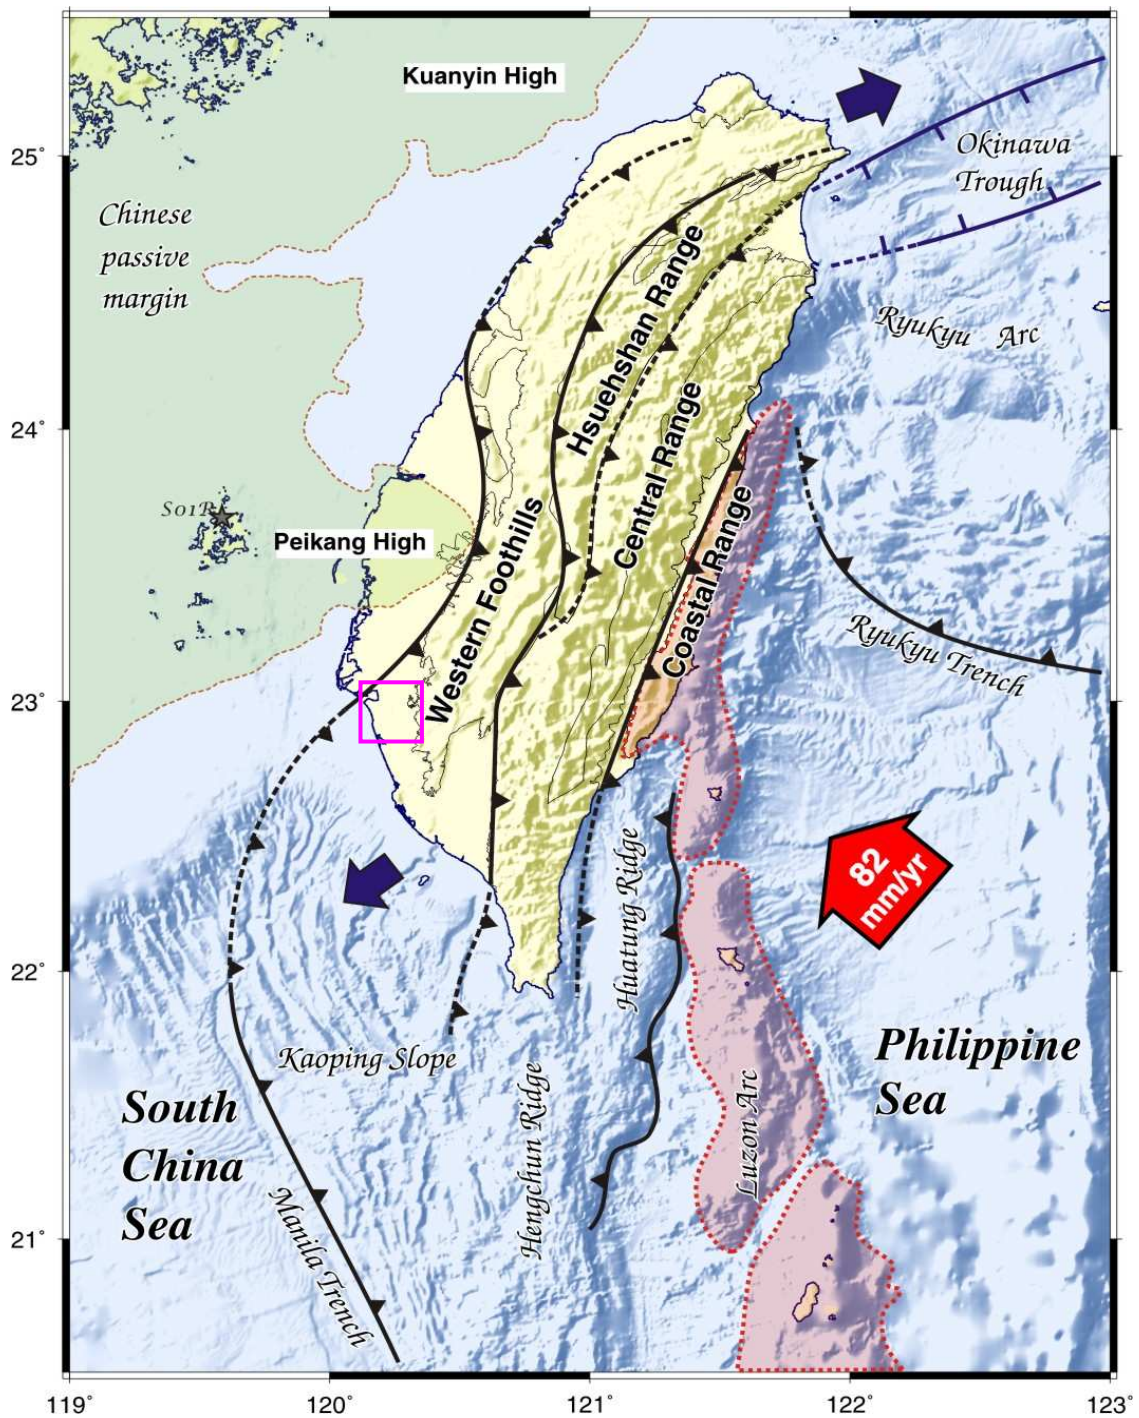 Kuanyin High
25°
Okinawa
Trough
Chinese
passive
margin
Hsuehshan Range
Ryukyu Arc
24°
Central Range
S01R
Peikang High
Western Foothills
Coastal Range
Ryukyu Trench
23°
82
mm/yr
Huatung Ridge
22°
Kaoping Slope
Philippine
Sea
South
China
Sea
Hengchun Ridge
Luzon Arc
Manila Trench
21°
119°
120°
121°
122°
123°